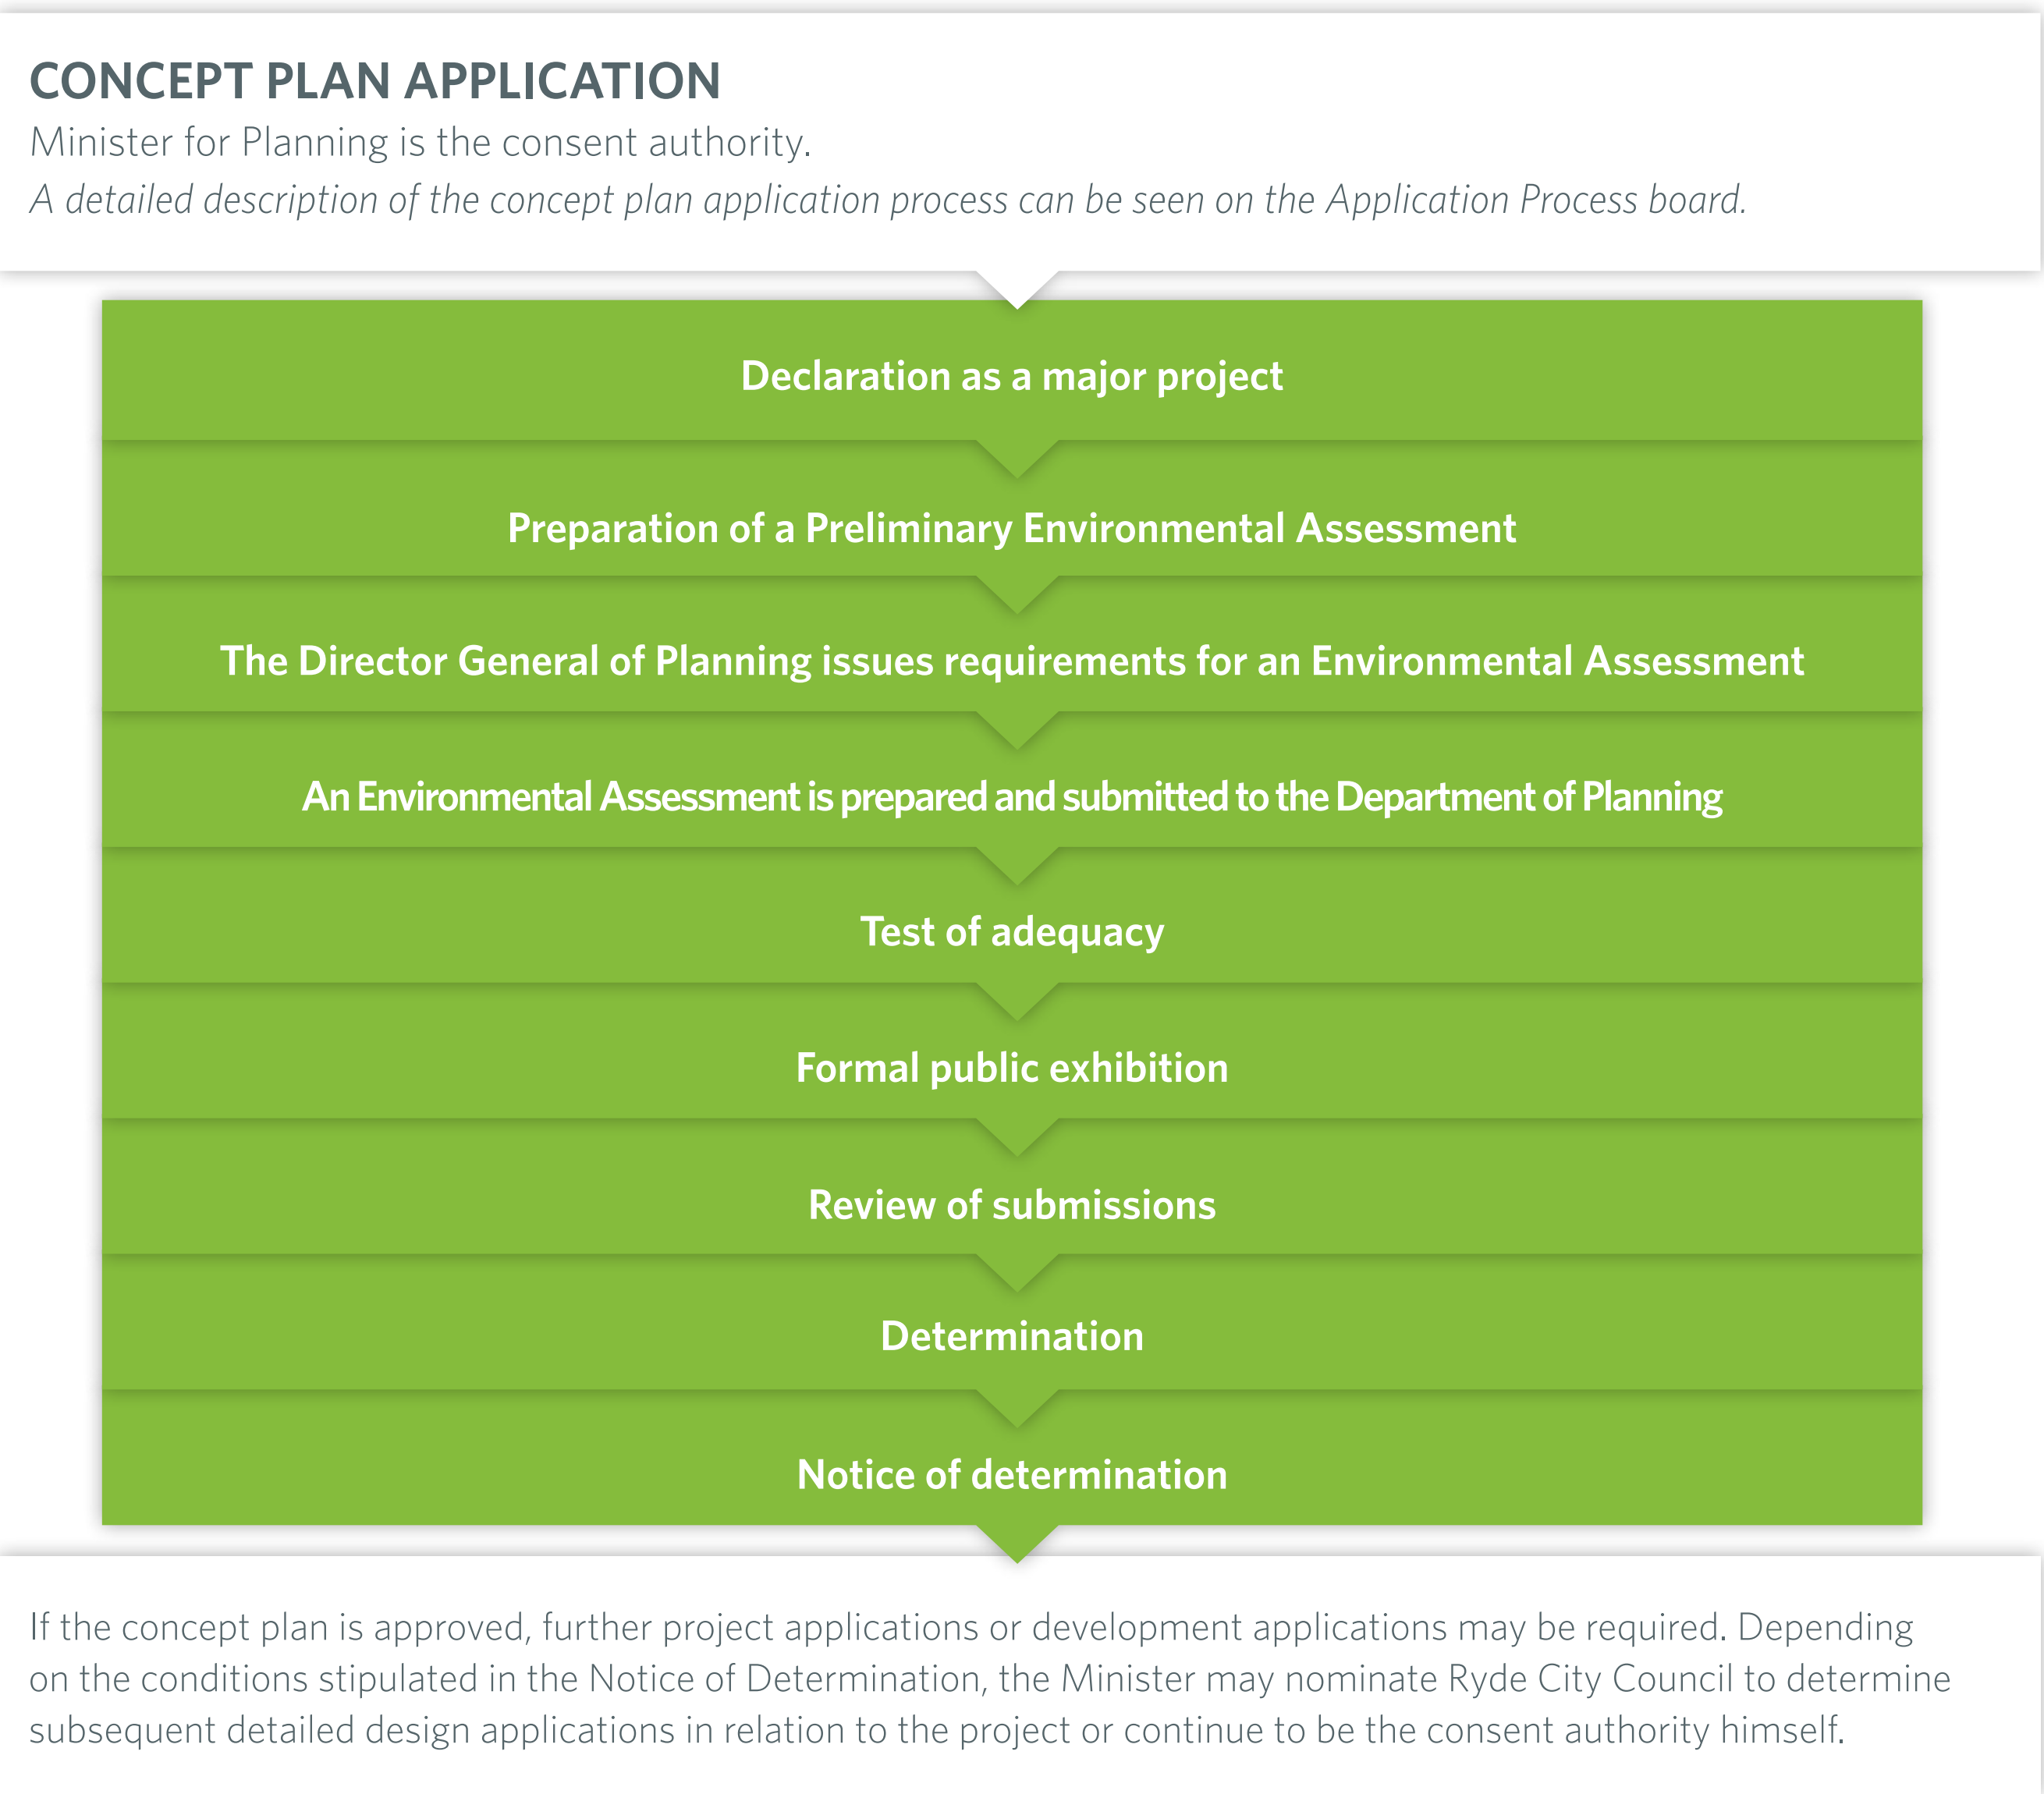 CONCEPT PLAN APPLICATION
Minister for Planning is the consent authority.
A detailed description of the concept plan application process can be seen on the Application Process board.
Declaration as a major project
Preparation of a Preliminary Environmental Assessment
The Director General of Planning issues requirements for an Environmental Assessment
An Environmental Assessment is prepared and submitted to the Department of Planning
Test of adequacy
Formal public exhibition
Review of submissions
Determination
Notice of determination
If the concept plan is approved, further project applications or development applications may be required. Depending
on the conditions stipulated in the Notice of Determination, the Minister may nominate Ryde City Council to determine
subsequent detailed design applications in relation to the project or continue to be the consent authority himself.